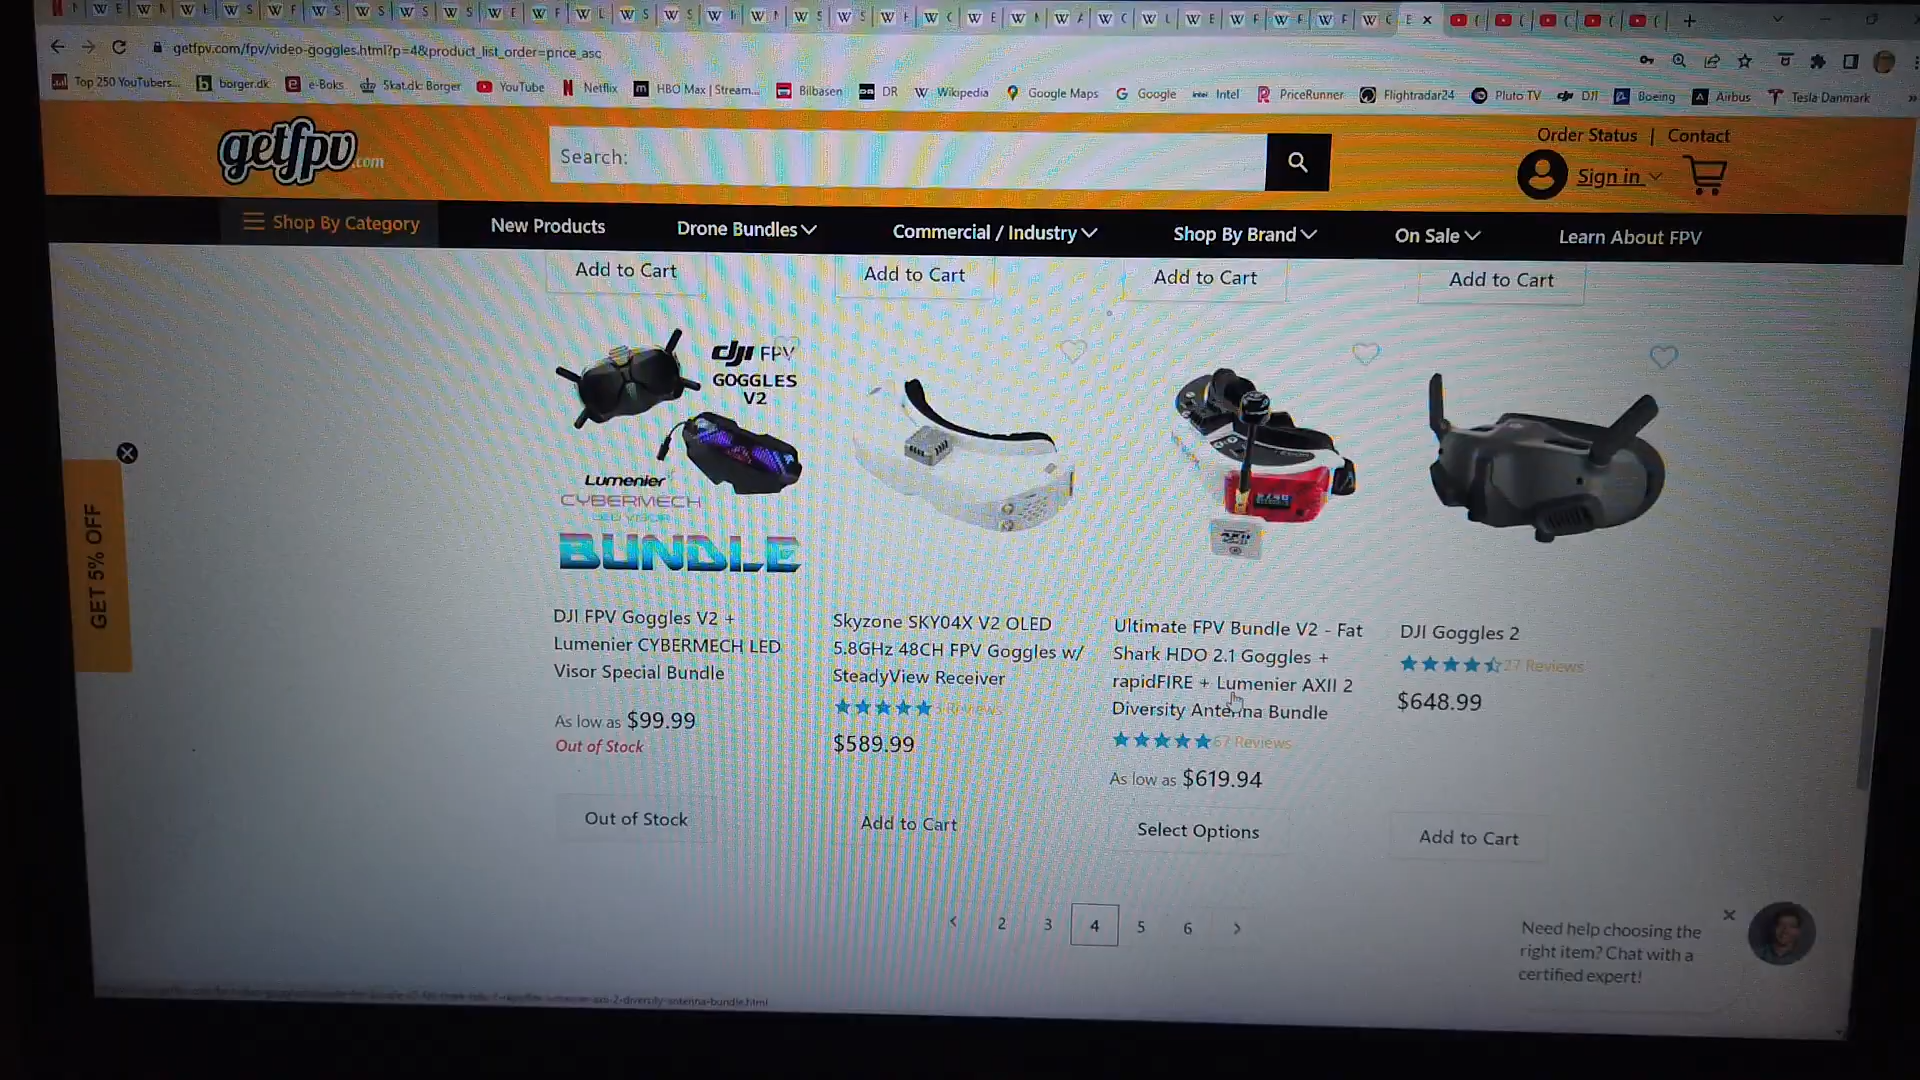 getfpv.com/fpv/video-goggles.html?p=4&product_list_order=price_asc
Top 250 YouTubers... borger.dk e-Boks Skat.dk: Borger YouTube Netflix HBO Max | Stream... Bilbasen DR Wikipedia Google Maps Google Intel PriceRunner Flightradar24 Pluto TV DJI Boeing Airbus Tesla Danmark »
Order Status | Contact
getfpv.com
Search:
Sign in
Shop By Category New Products Drone Bundles Commercial / Industry Shop By Brand On Sale Learn About FPV
Add to Cart Add to Cart Add to Cart Add to Cart
dji FPV
GOGGLES
V2
Lumenier
CYBERMECH
LED VISOR
BUNDLE
GET 5% OFF
DJI FPV Goggles V2 +
Lumenier CYBERMECH LED
Visor Special Bundle
As low as $99.99
Out of Stock
Out of Stock
Skyzone SKY04X V2 OLED
5.8GHz 48CH FPV Goggles w/
SteadyView Receiver
3 Reviews
$589.99
Add to Cart
Ultimate FPV Bundle V2 - Fat
Shark HDO 2.1 Goggles +
rapidFIRE + Lumenier AXII 2
Diversity Antenna Bundle
67 Reviews
As low as $619.94
Select Options
DJI Goggles 2
27 Reviews
$648.99
Add to Cart
< 2 3 4 5 6 >
Need help choosing the
right item? Chat with a
certified expert!